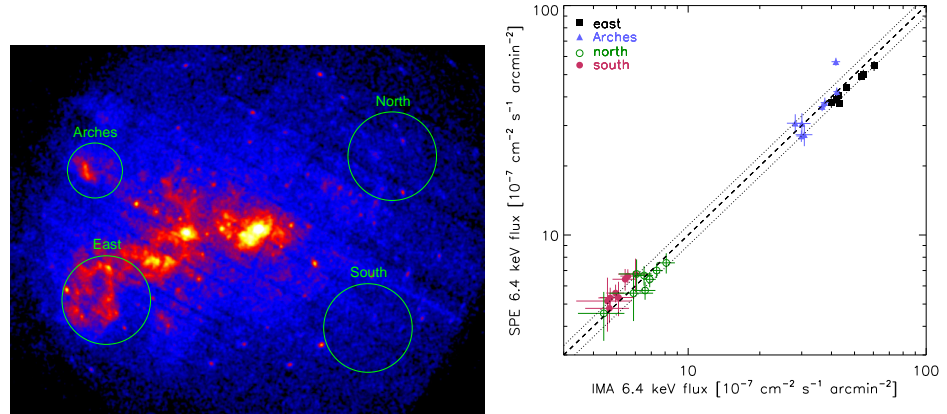 Arches
North
East
South
100
10
SPE 6.4 keV flux [10⁻⁷ cm⁻² s⁻¹ arcmin⁻²]
east
Arches
north
south
10
100
IMA 6.4 keV flux [10⁻⁷ cm⁻² s⁻¹ arcmin⁻²]